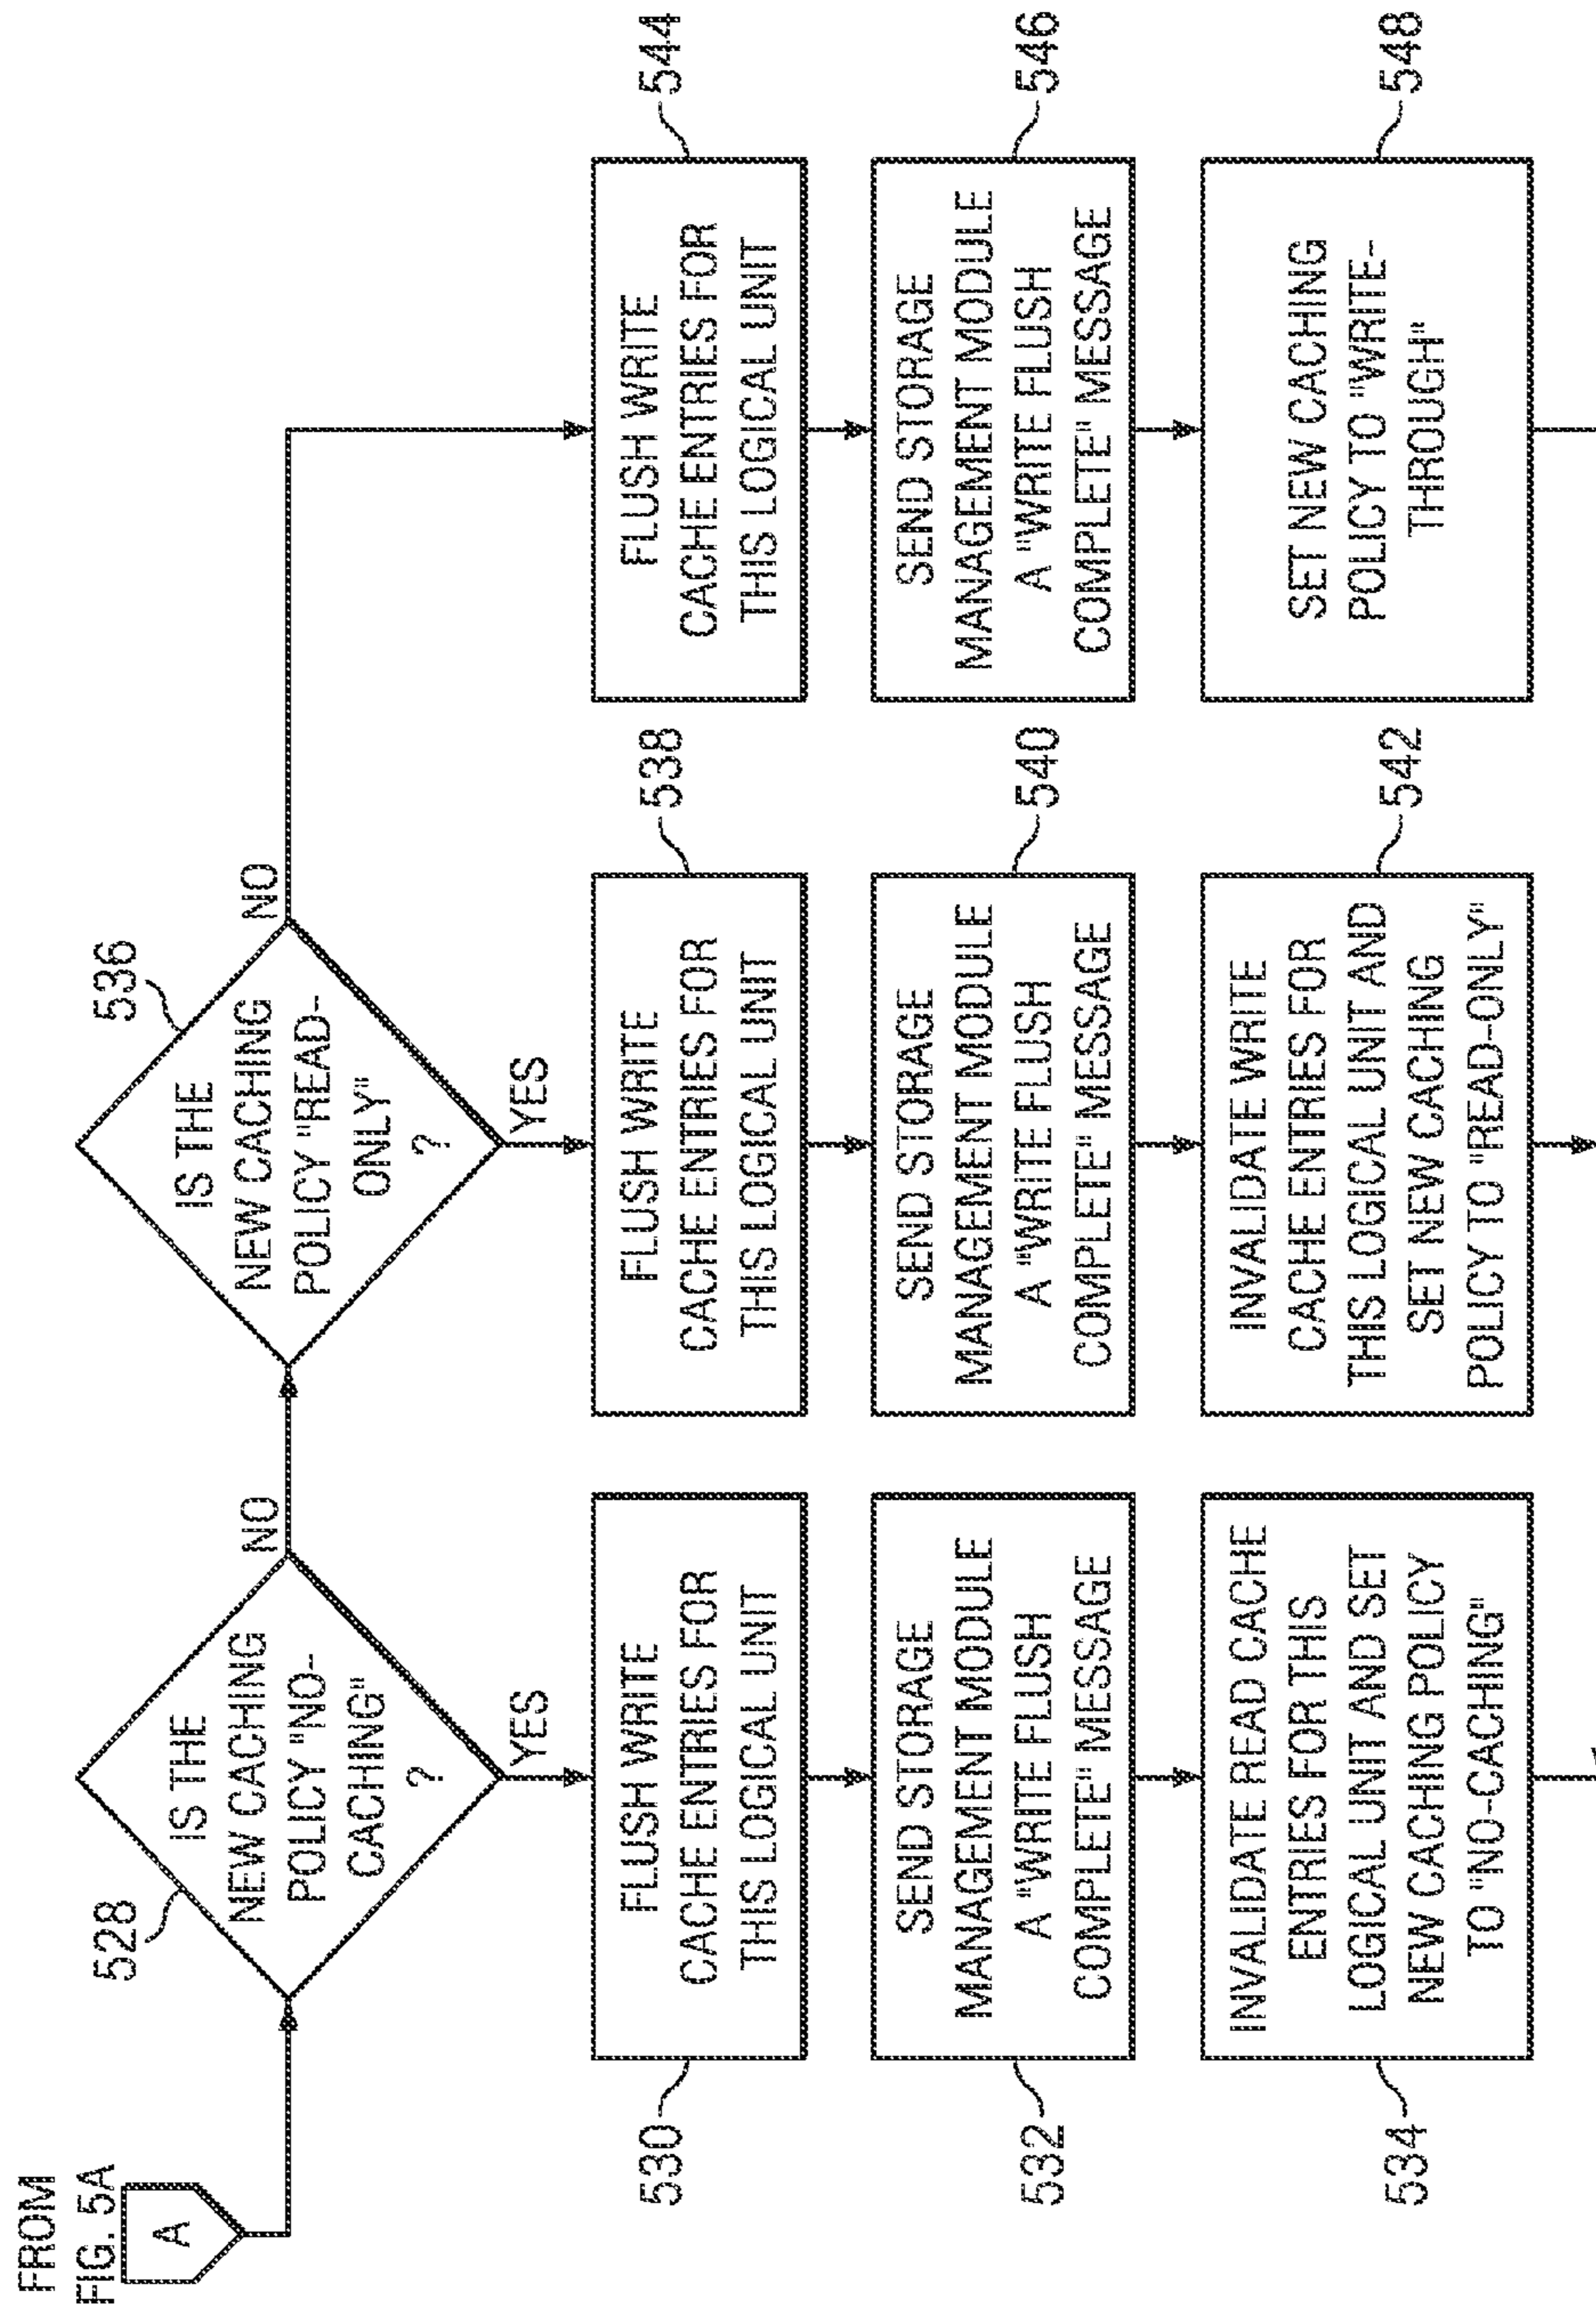 FROM
FIG. 5A
A
528
IS THE
NEW CACHING
POLICY "NO-
CACHING"
?
NO
YES
536
IS THE
NEW CACHING
POLICY "READ-
ONLY"
?
NO
YES
530
FLUSH WRITE
CACHE ENTRIES FOR
THIS LOGICAL UNIT
538
FLUSH WRITE
CACHE ENTRIES FOR
THIS LOGICAL UNIT
544
FLUSH WRITE
CACHE ENTRIES FOR
THIS LOGICAL UNIT
532
SEND STORAGE
MANAGEMENT MODULE
A "WRITE FLUSH
COMPLETE" MESSAGE
540
SEND STORAGE
MANAGEMENT MODULE
A "WRITE FLUSH
COMPLETE" MESSAGE
546
SEND STORAGE
MANAGEMENT MODULE
A "WRITE FLUSH
COMPLETE" MESSAGE
534
INVALIDATE READ CACHE
ENTRIES FOR THIS
LOGICAL UNIT AND SET
NEW CACHING POLICY
TO "NO-CACHING"
542
INVALIDATE WRITE
CACHE ENTRIES FOR
THIS LOGICAL UNIT AND
SET NEW CACHING
POLICY TO "READ-ONLY"
548
SET NEW CACHING
POLICY TO "WRITE-
THROUGH"